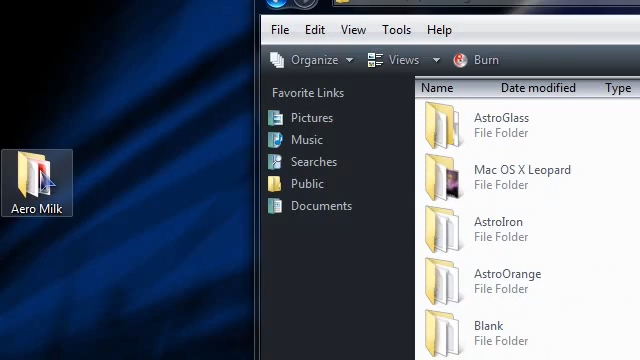 File Edit View Tools Help
Organize Views Burn
Favorite Links
Pictures
Music
Searches
Public
Documents
Name Date modified Type
AstroGlass
File Folder
Mac OS X Leopard
File Folder
AstroIron
File Folder
AstroOrange
File Folder
Blank
File Folder
Aero Milk